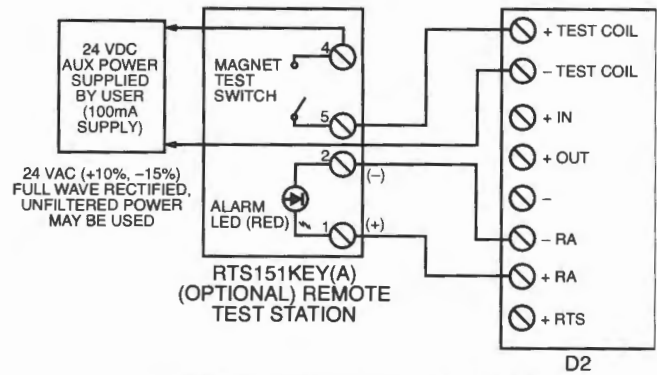 24 VDC
AUX POWER
SUPPLIED
BY USER
(100mA
SUPPLY)
24 VAC (+10%, –15%)
FULL WAVE RECTIFIED,
UNFILTERED POWER
MAY BE USED
4
MAGNET
TEST
SWITCH
5
2
(–)
ALARM
LED (RED)
1
(+)
RTS151KEY(A)
(OPTIONAL) REMOTE
TEST STATION
+ TEST COIL
– TEST COIL
+ IN
+ OUT
–
– RA
+ RA
+ RTS
D2